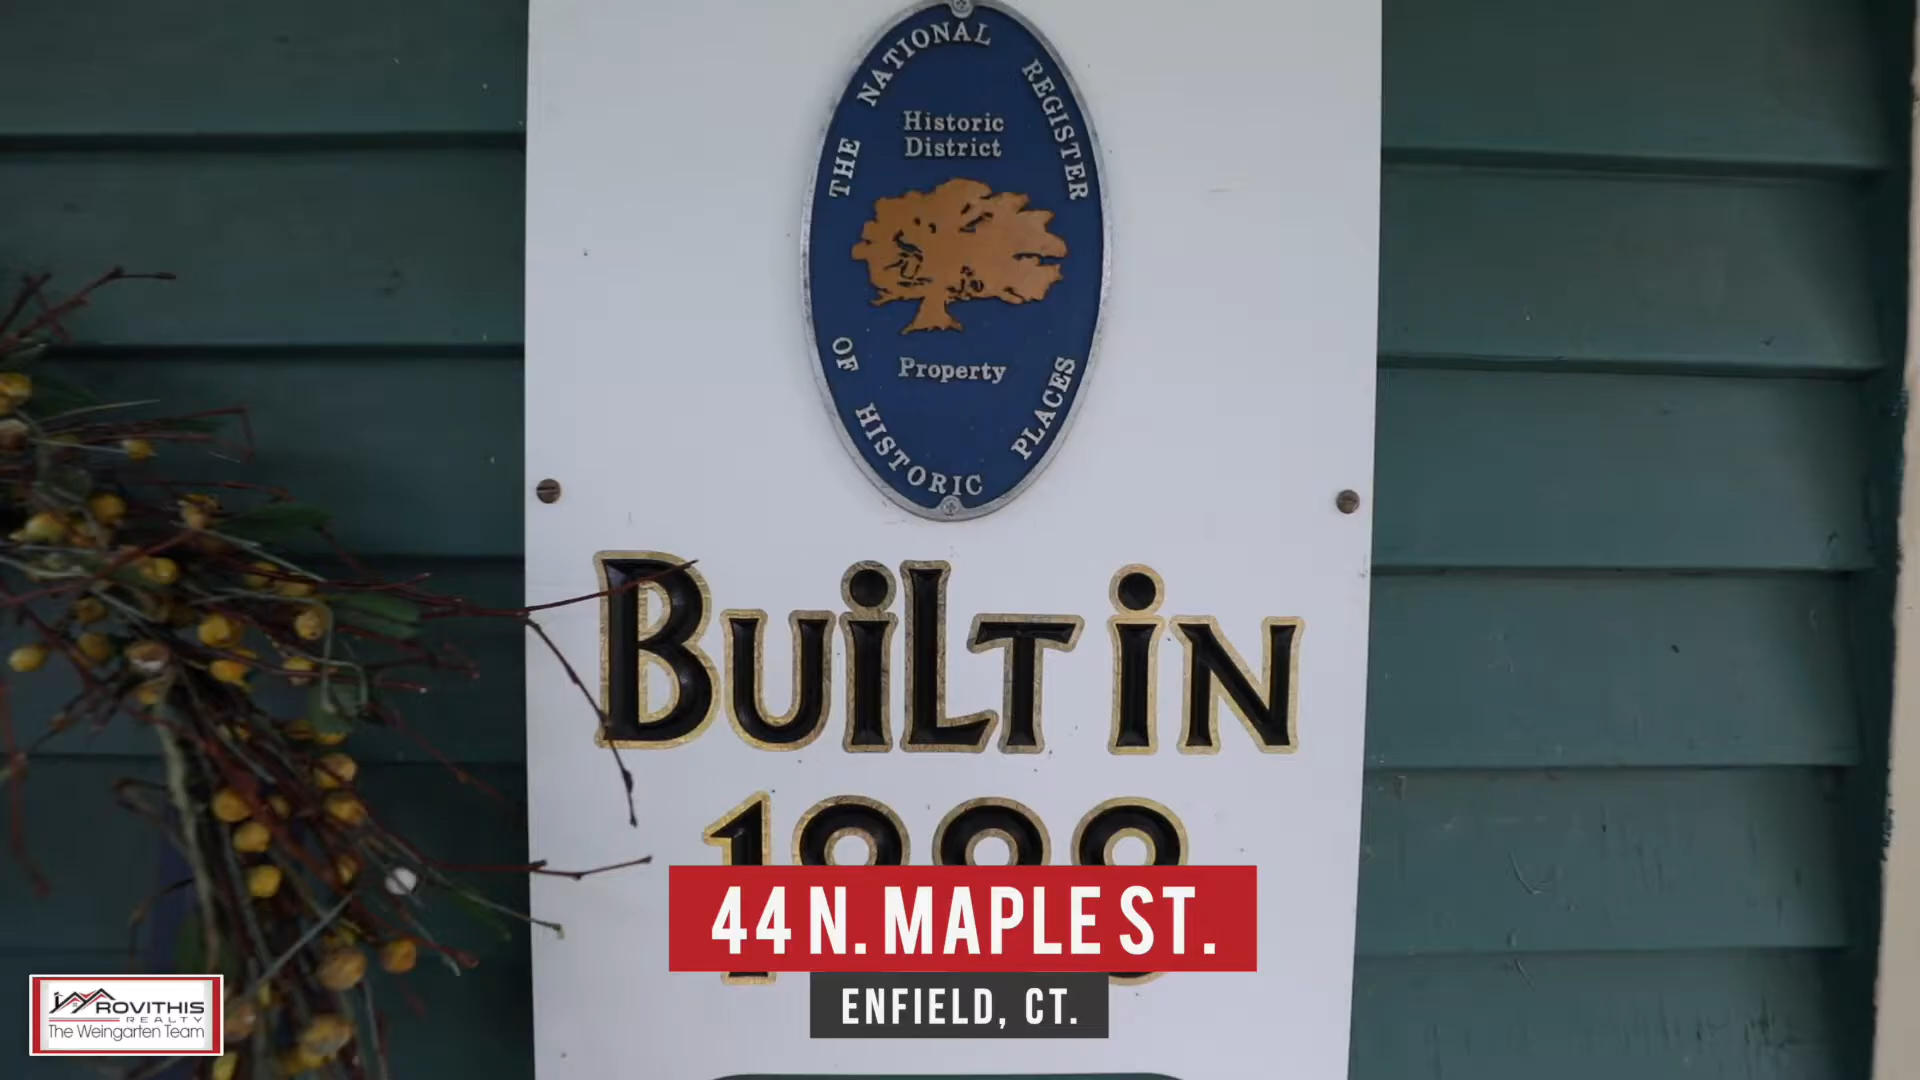 THE NATIONAL REGISTER
Historic
District
Property
OF HISTORIC PLACES
BUiLT iN
44 N. MAPLE ST.
ENFIELD, CT.
ROVITHIS
REALTY
The Weingarten Team